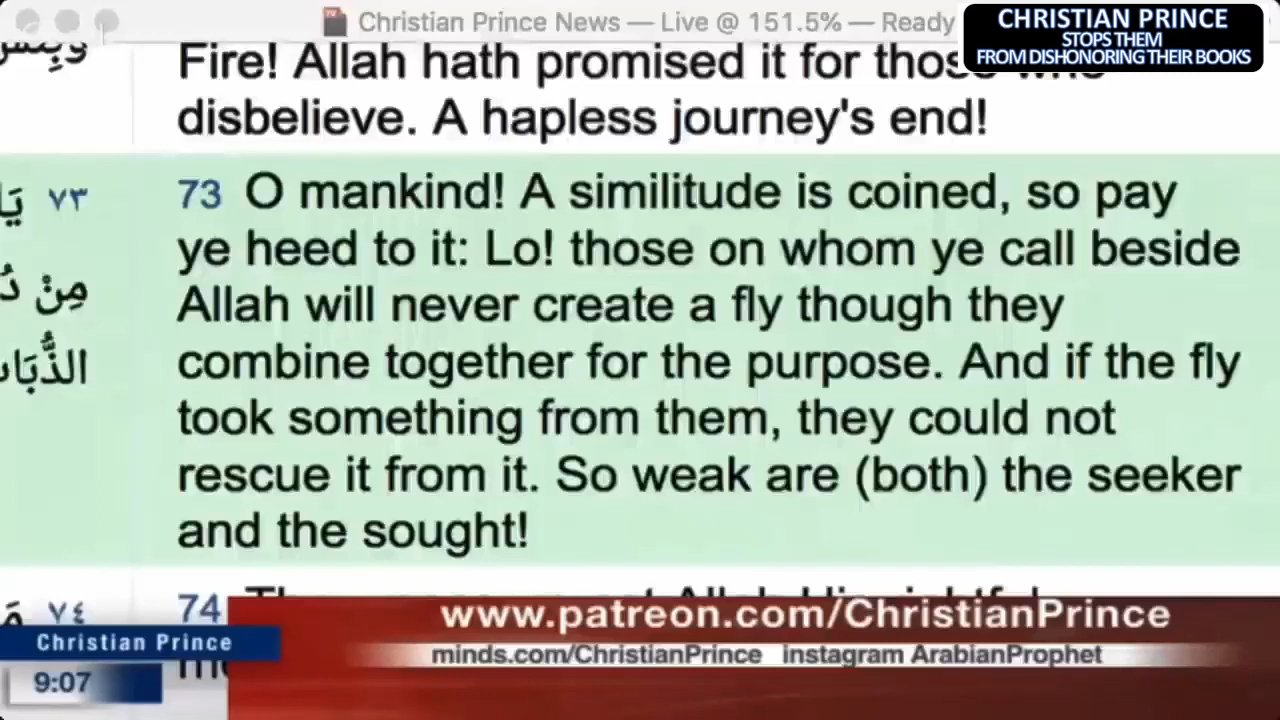 Christian Prince News — Live @ 151.5% — Ready
CHRISTIAN PRINCE
STOPS THEM
FROM DISHONORING THEIR BOOKS
Fire! Allah hath promised it for those who
disbelieve. A hapless journey's end!
٧٣
73 O mankind! A similitude is coined, so pay
ye heed to it: Lo! those on whom ye call beside
مِنْ
Allah will never create a fly though they
combine together for the purpose. And if the fly
took something from them, they could not
rescue it from it. So weak are (both) the seeker
and the sought!
٧٤
74
www.patreon.com/ChristianPrince
Christian Prince
minds.com/ChristianPrince instagram ArabianProphet
9:07